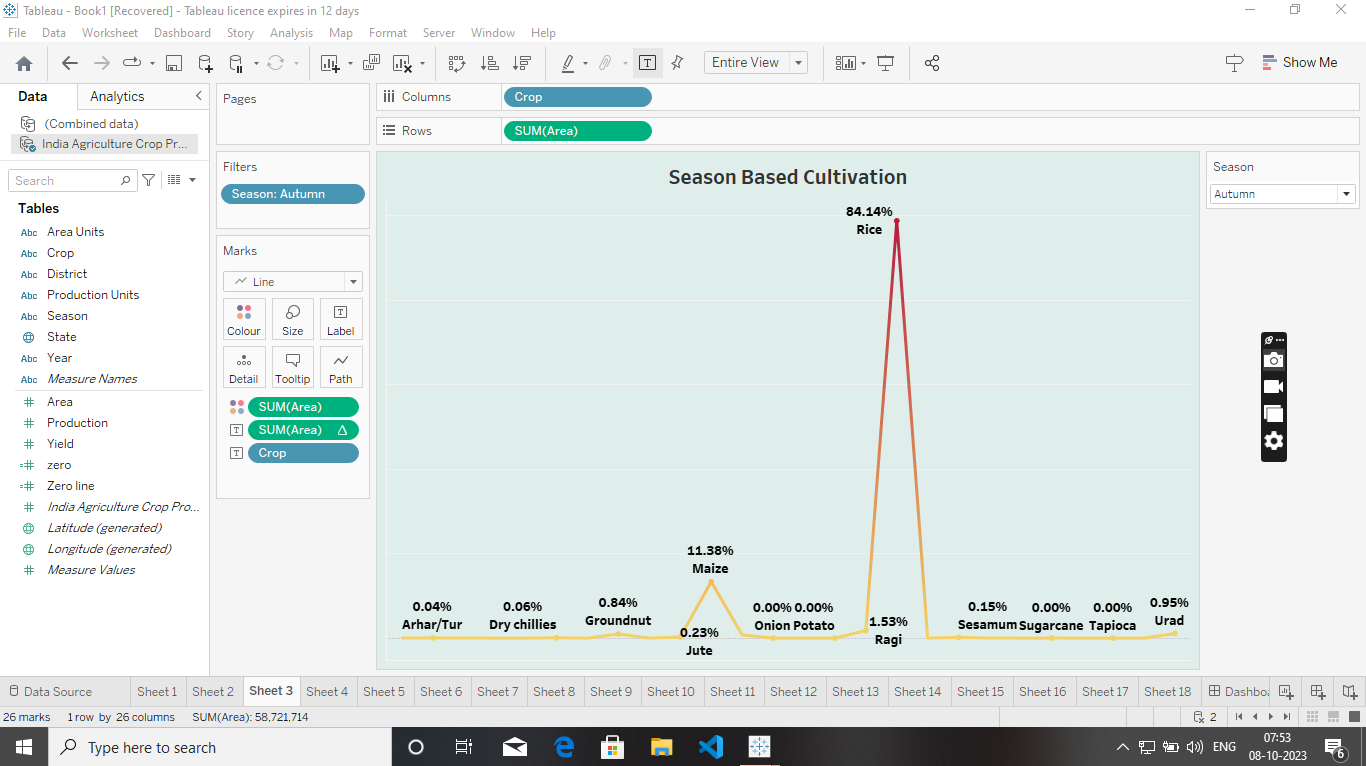 Tableau - Book1 [Recovered] - Tableau licence expires in 12 days
File Data Worksheet Dashboard Story Analysis Map Format Server Window Help
Entire View
Show Me
Data Analytics
(Combined data)
India Agriculture Crop Pr...
Search
Tables
Abc Area Units
Abc Crop
Abc District
Abc Production Units
Abc Season
State
Abc Year
Abc Measure Names
# Area
# Production
# Yield
=# zero
=# Zero line
# India Agriculture Crop Pro...
Latitude (generated)
Longitude (generated)
# Measure Values
Pages
Filters
Season: Autumn
Marks
Line
Colour Size Label
Detail Tooltip Path
SUM(Area)
SUM(Area) Δ
Crop
Columns Crop
Rows SUM(Area)
Season Based Cultivation
84.14%
Rice
11.38%
Maize
0.04%
Arhar/Tur
0.06%
Dry chillies
0.84%
Groundnut
0.23%
Jute
0.00% 0.00%
Onion Potato
1.53%
Ragi
0.15%
Sesamum
0.00%
Sugarcane
0.00%
Tapioca
0.95%
Urad
Season
Autumn
Data Source Sheet 1 Sheet 2 Sheet 3 Sheet 4 Sheet 5 Sheet 6 Sheet 7 Sheet 8 Sheet 9 Sheet 10 Sheet 11 Sheet 12 Sheet 13 Sheet 14 Sheet 15 Sheet 16 Sheet 17 Sheet 18 Dashboa
26 marks 1 row by 26 columns SUM(Area): 58,721,714
2
Type here to search
ENG
07:53
08-10-2023
6